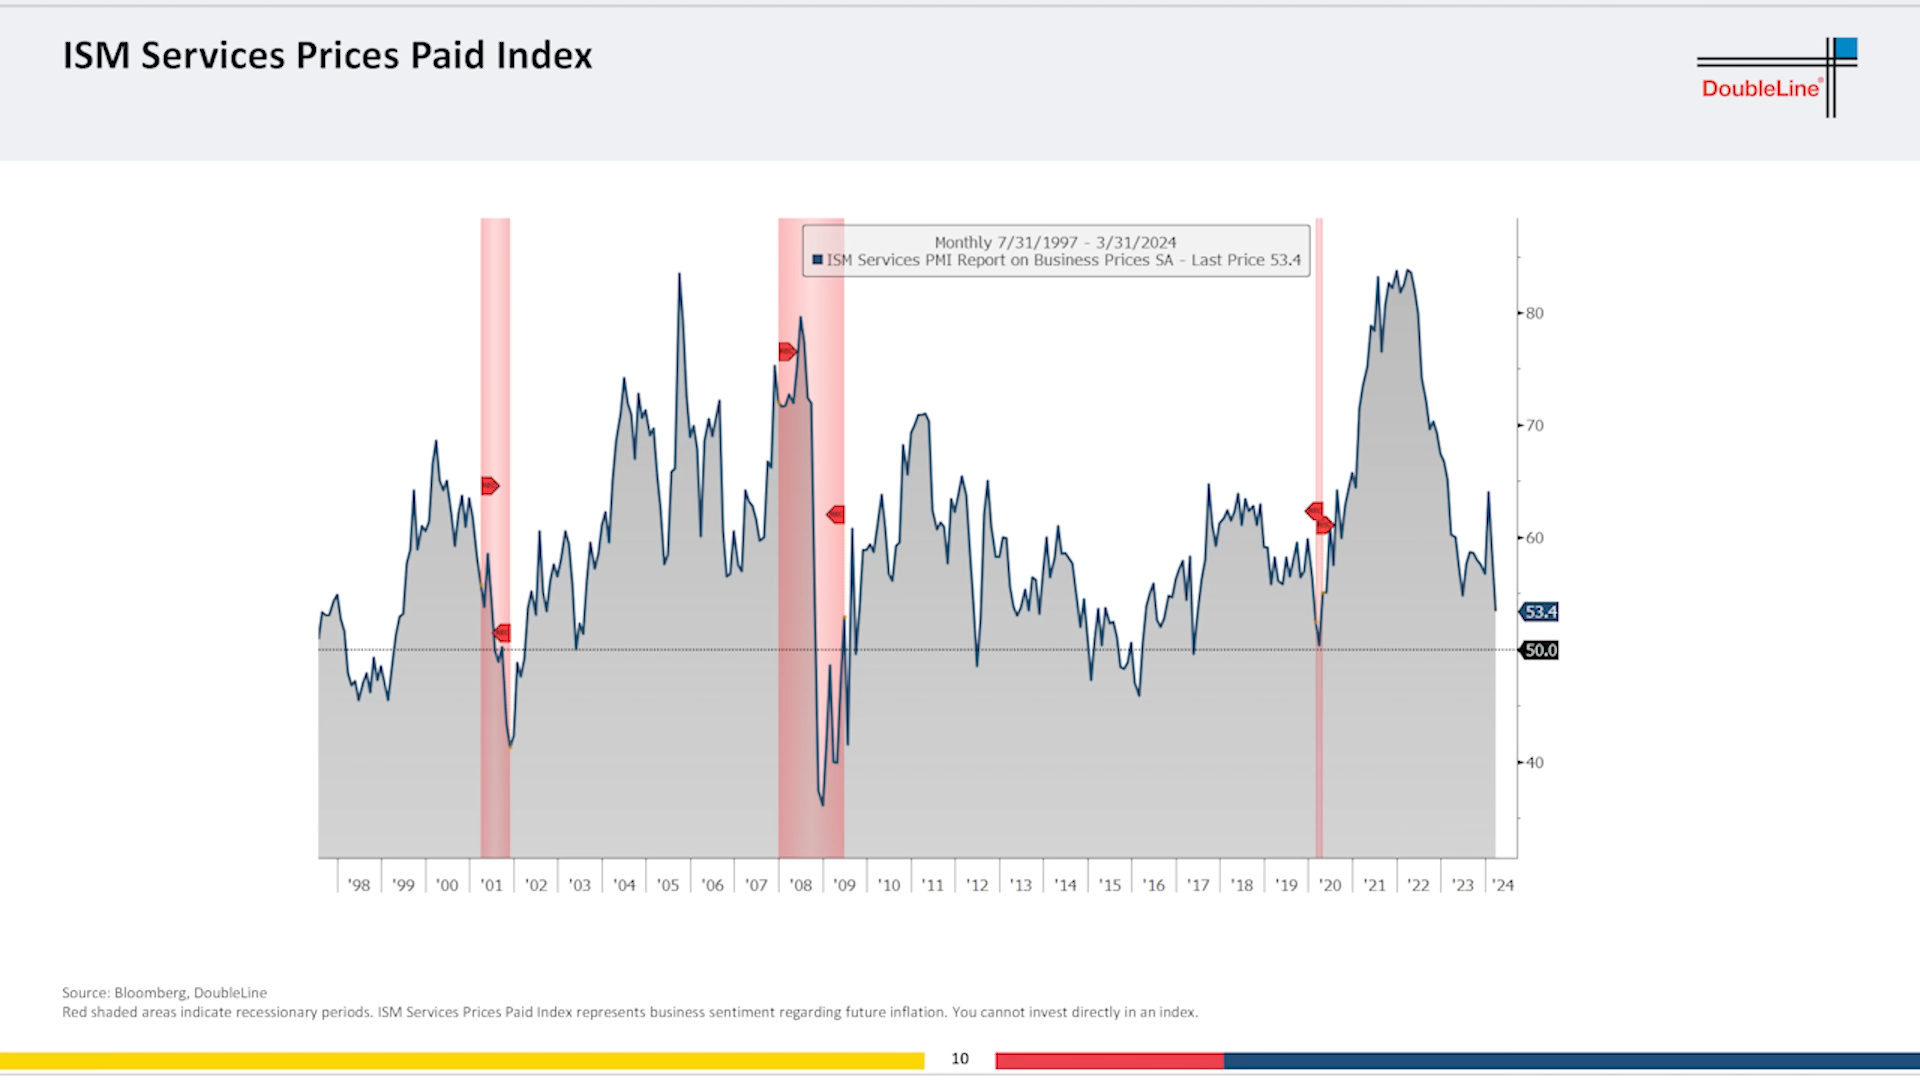 ISM Services Prices Paid Index
DoubleLine®
Monthly 7/31/1997 - 3/31/2024
ISM Services PMI Report on Business Prices SA - Last Price 53.4
80
70
60
53.4
50.0
40
'98 '99 '00 '01 '02 '03 '04 '05 '06 '07 '08 '09 '10 '11 '12 '13 '14 '15 '16 '17 '18 '19 '20 '21 '22 '23 '24
Source: Bloomberg, DoubleLine
Red shaded areas indicate recessionary periods. ISM Services Prices Paid Index represents business sentiment regarding future inflation. You cannot invest directly in an index.
10